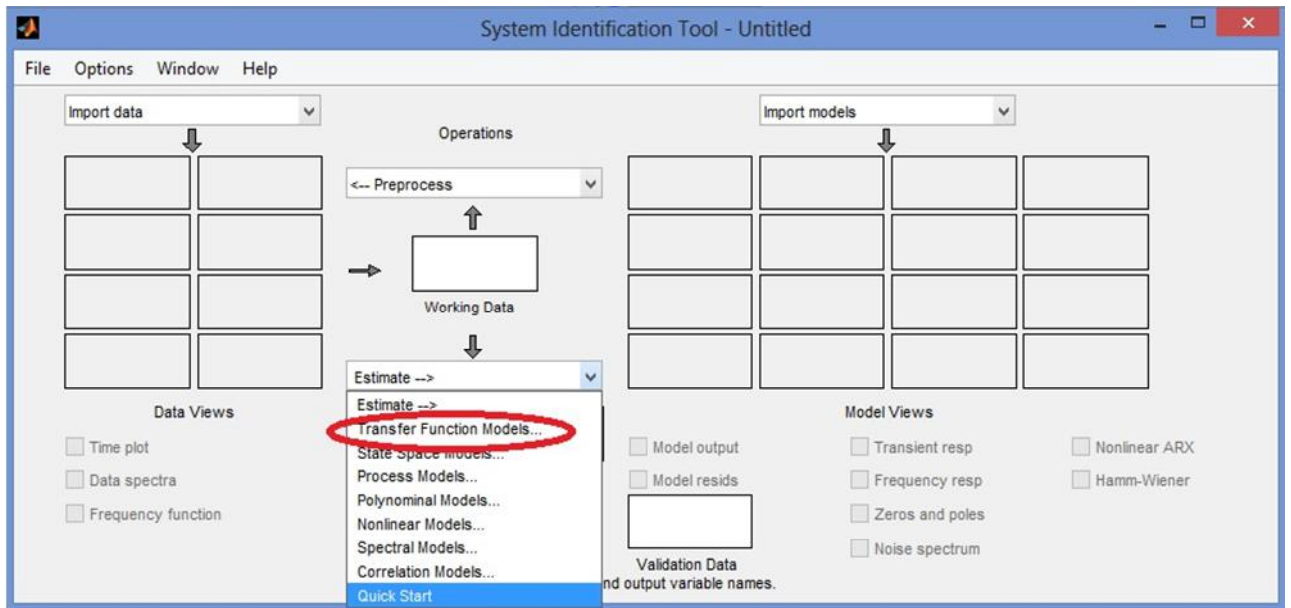 System Identification Tool - Untitled
File Options Window Help
Import data
Import models
Operations
<-- Preprocess
Working Data
Estimate -->
Estimate -->
Transfer Function Models...
State Space Models...
Process Models...
Polynominal Models...
Nonlinear Models...
Spectral Models...
Correlation Models...
Quick Start
Data Views
Time plot
Data spectra
Frequency function
Model Views
Model output
Transient resp
Nonlinear ARX
Model resids
Frequency resp
Hamm-Wiener
Zeros and poles
Noise spectrum
Validation Data
nd output variable names.